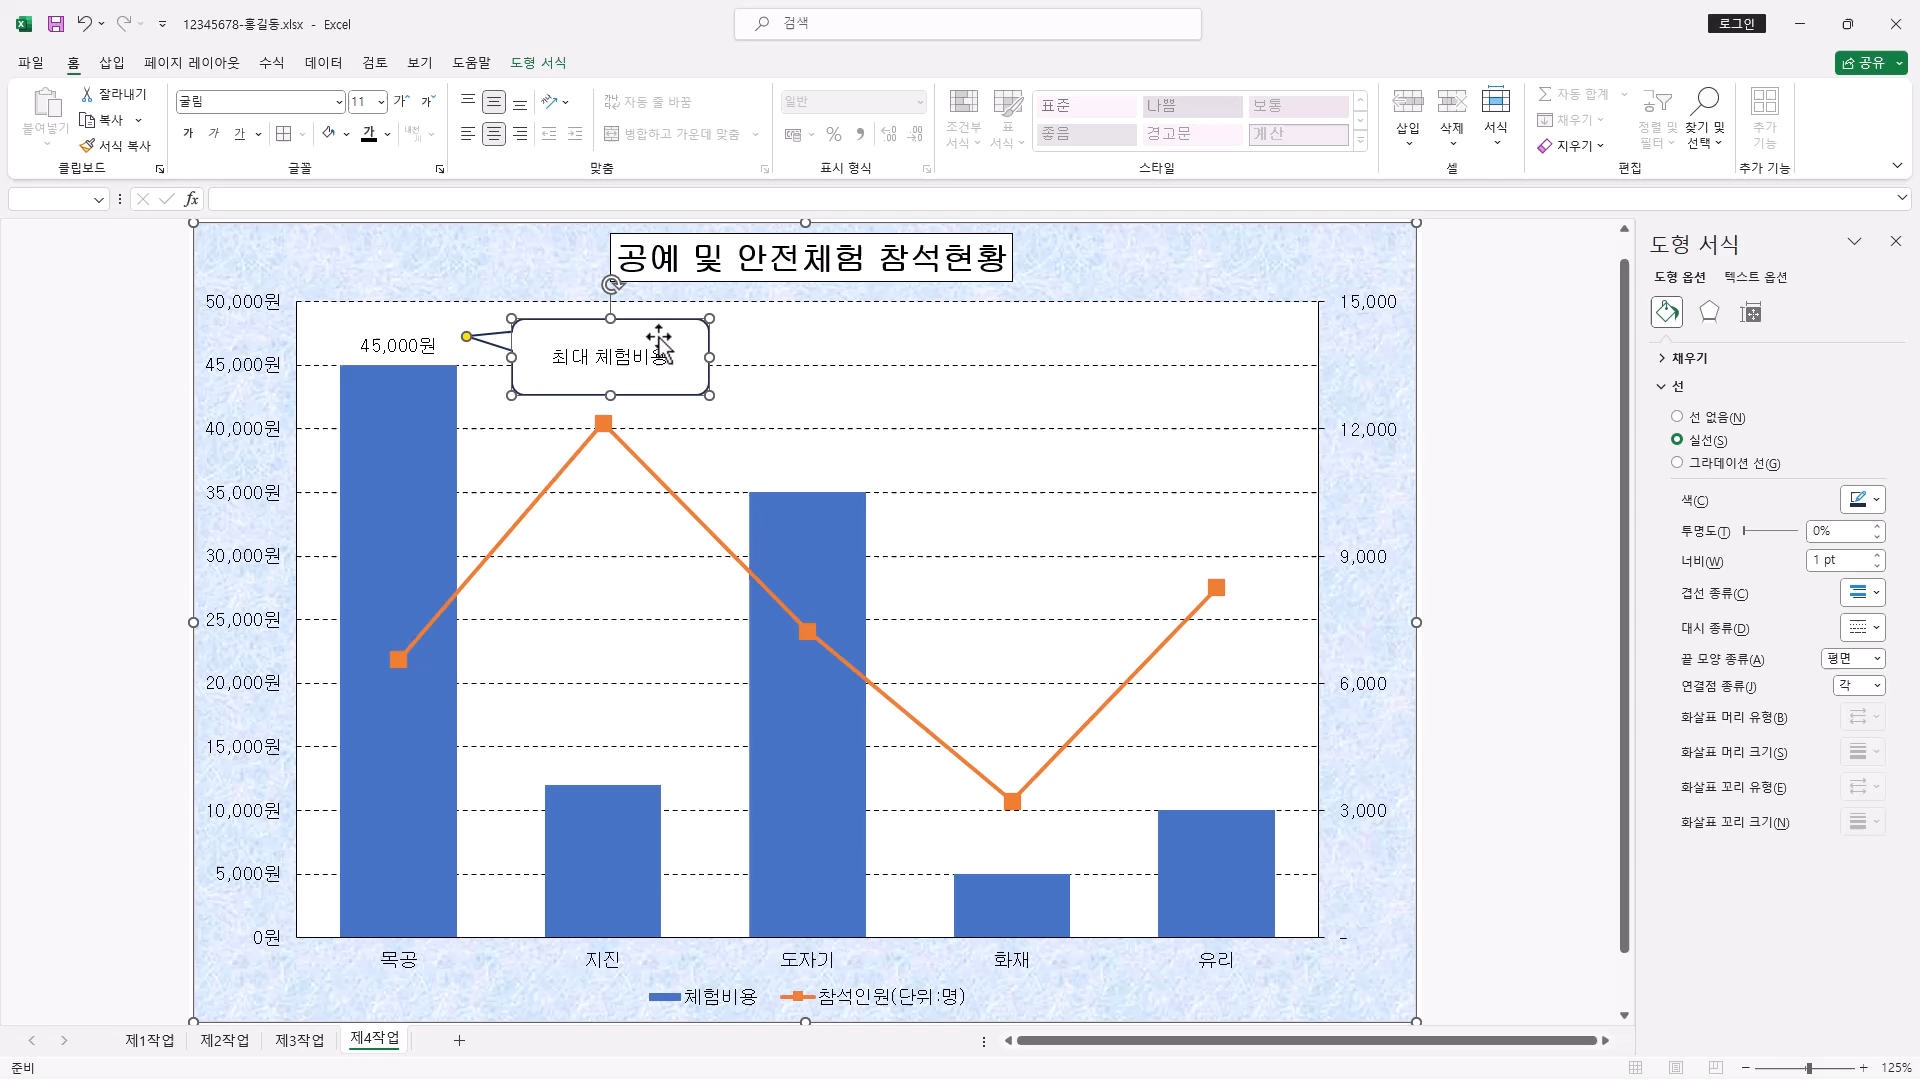 12345678-홍길동.xlsx - Excel
검색
로그인
파일 홈 삽입 페이지 레이아웃 수식 데이터 검토 보기 도움말 도형 서식
공유
붙여넣기
잘라내기
복사
서식 복사
클립보드
굴림 11
가 가
가 가 가
가
글꼴
자동 줄 바꿈
병합하고 가운데 맞춤
맞춤
일반
%
표시 형식
조건부 서식
표 서식
표준 나쁨 보통
좋음 경고문 계산
스타일
삽입 삭제 서식
셀
자동 합계
채우기
지우기
정렬 및 필터
찾기 및 선택
편집
추가 기능
추가 기능
fx
공예 및 안전체험 참석현황
50,000원
45,000원
40,000원
35,000원
30,000원
25,000원
20,000원
15,000원
10,000원
5,000원
0원
45,000원
최대 체험비용
15,000
12,000
9,000
6,000
3,000
-
목공 지진 도자기 화재 유리
체험비용 참석인원(단위:명)
도형 서식
도형 옵션 텍스트 옵션
채우기
선
선 없음(N)
실선(S)
그라데이션 선(G)
색(C)
투명도(T) 0%
너비(W) 1 pt
겹선 종류(C)
대시 종류(D)
끝 모양 종류(A) 평면
연결점 종류(J) 각
화살표 머리 유형(B)
화살표 머리 크기(S)
화살표 꼬리 유형(E)
화살표 꼬리 크기(N)
제1작업 제2작업 제3작업 제4작업
준비
125%